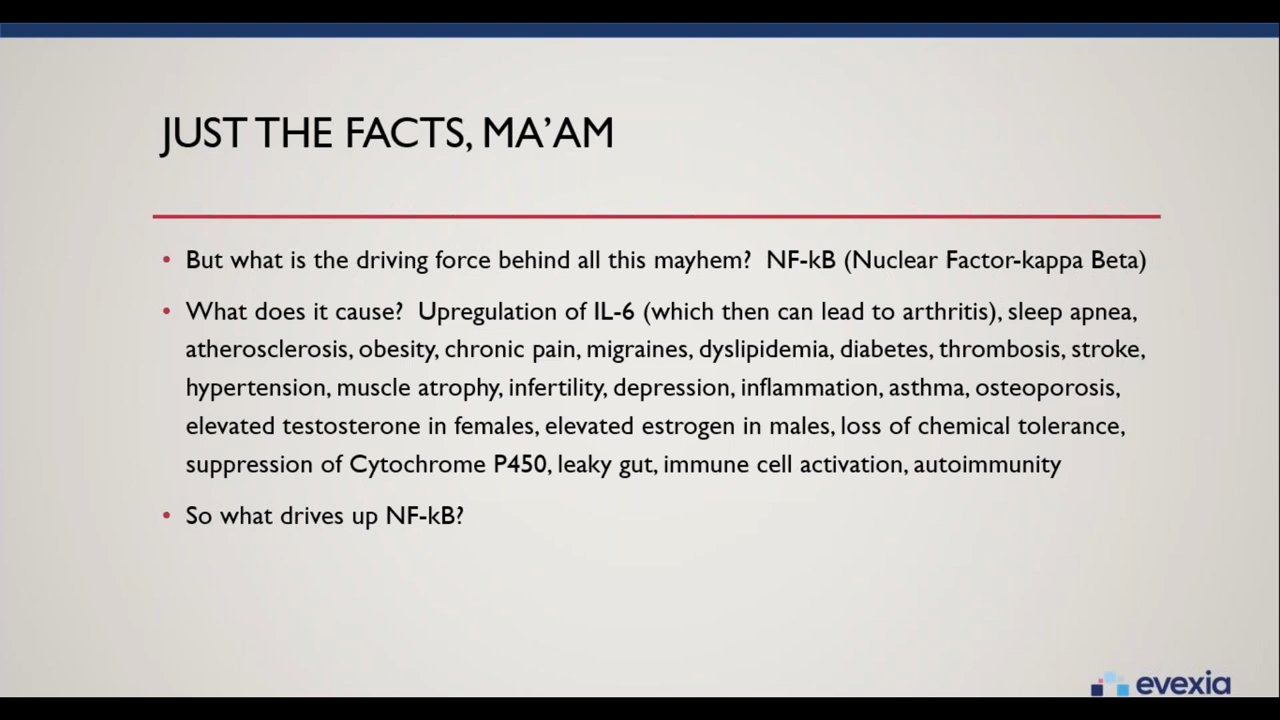 JUST THE FACTS, MA’AM
• But what is the driving force behind all this mayhem?  NF-kB (Nuclear Factor-kappa Beta)
• What does it cause?  Upregulation of IL-6 (which then can lead to arthritis), sleep apnea,
atherosclerosis, obesity, chronic pain, migraines, dyslipidemia, diabetes, thrombosis, stroke,
hypertension, muscle atrophy, infertility, depression, inflammation, asthma, osteoporosis,
elevated testosterone in females, elevated estrogen in males, loss of chemical tolerance,
suppression of Cytochrome P450, leaky gut, immune cell activation, autoimmunity
• So what drives up NF-kB?
evexia